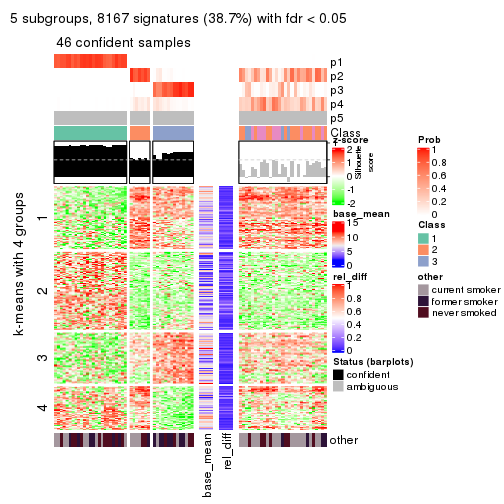 5 subgroups, 8167 signatures (38.7%) with fdr < 0.05
46 confident samples
p1
p2
p3
p4
p5
Class
z-score
2
1
0
-1
-2
Silhouette score
1
0
Prob
1
0.8
0.6
0.4
0.2
0
base_mean
15
10
5
0
Class
1
2
3
rel_diff
1
0.8
0.6
0.4
0.2
0
other
current smoker
former smoker
never smoked
Status (barplots)
confident
ambiguous
k-means with 4 groups
1
2
3
4
other
base_mean
rel_diff